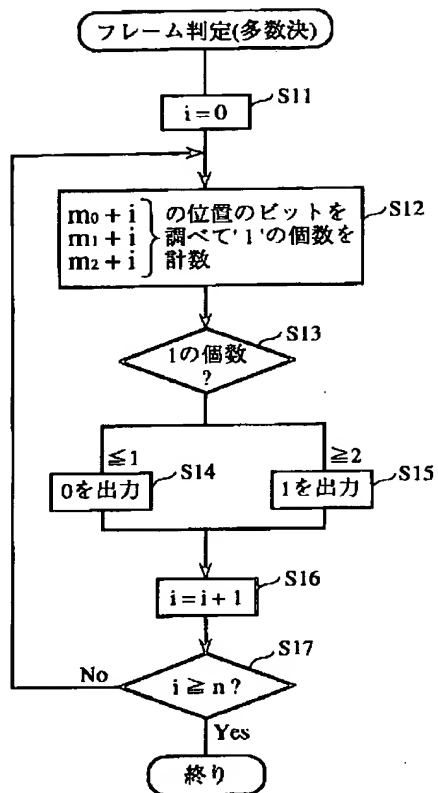 フレーム判定(多数決)
S11
i=0
S12
m₀+i
m₁+i
m₂+i
の位置のビットを
調べて'1'の個数を
計数
S13
1の個数
?
≦1
S14
0を出力
≧2
S15
1を出力
S16
i=i+1
S17
No
i≧n?
Yes
終り